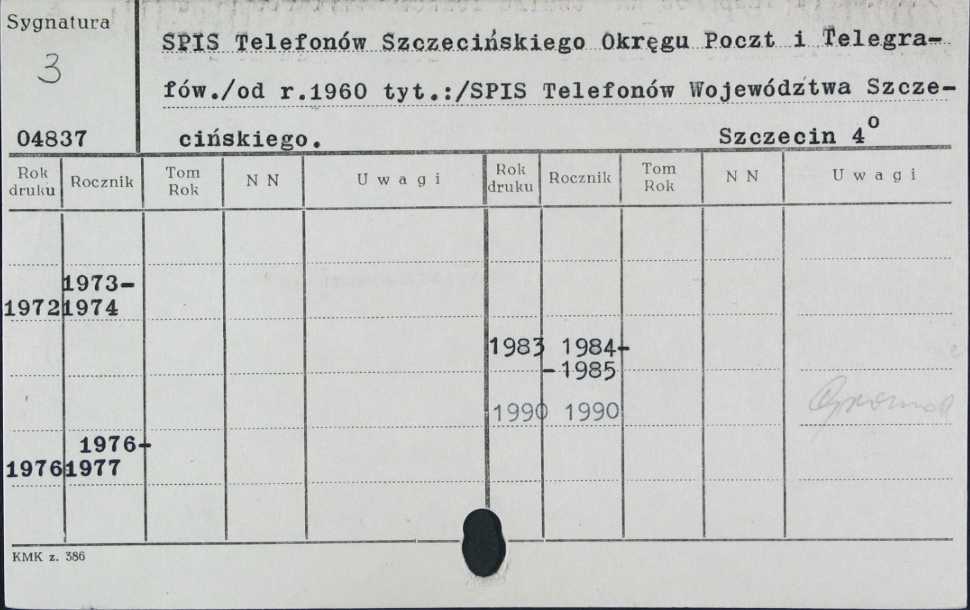 Sygnatura
3
04837
SPIS Telefonów Szczecińskiego Okręgu Poczt i Telegra-
fów./od r.1960 tyt.:/SPIS Telefonów Województwa Szcze-
cińskiego. Szczecin 4º
Rok druku Rocznik Tom Rok N N U w a g i Rok druku Rocznik Tom Rok N N U w a g i
1973-
1972 1974
1983 1984-
-1985
1990 1990
1976-
1976 1977
KMK z. 386